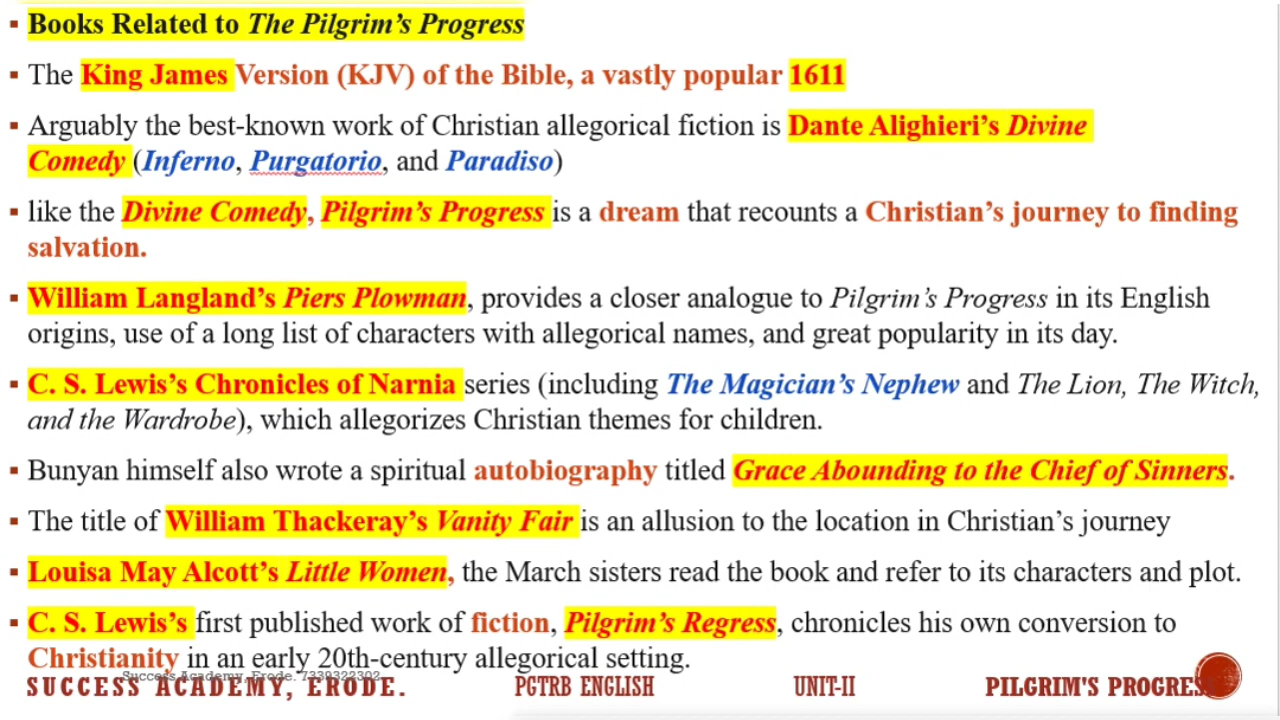 ▪ Books Related to The Pilgrim's Progress
▪ The King James Version (KJV) of the Bible, a vastly popular 1611
▪ Arguably the best-known work of Christian allegorical fiction is Dante Alighieri's Divine
Comedy (Inferno, Purgatorio, and Paradiso)
▪ like the Divine Comedy, Pilgrim's Progress is a dream that recounts a Christian's journey to finding
salvation.
▪ William Langland's Piers Plowman, provides a closer analogue to Pilgrim's Progress in its English
origins, use of a long list of characters with allegorical names, and great popularity in its day.
▪ C. S. Lewis's Chronicles of Narnia series (including The Magician's Nephew and The Lion, The Witch,
and the Wardrobe), which allegorizes Christian themes for children.
▪ Bunyan himself also wrote a spiritual autobiography titled Grace Abounding to the Chief of Sinners.
▪ The title of William Thackeray's Vanity Fair is an allusion to the location in Christian's journey
▪ Louisa May Alcott's Little Women, the March sisters read the book and refer to its characters and plot.
▪ C. S. Lewis's first published work of fiction, Pilgrim's Regress, chronicles his own conversion to
Christianity in an early 20th-century allegorical setting.
Success Academy, Erode. 7339322302
SUCCESS ACADEMY, ERODE. PGTRB ENGLISH UNIT-II PILGRIM'S PROGRES